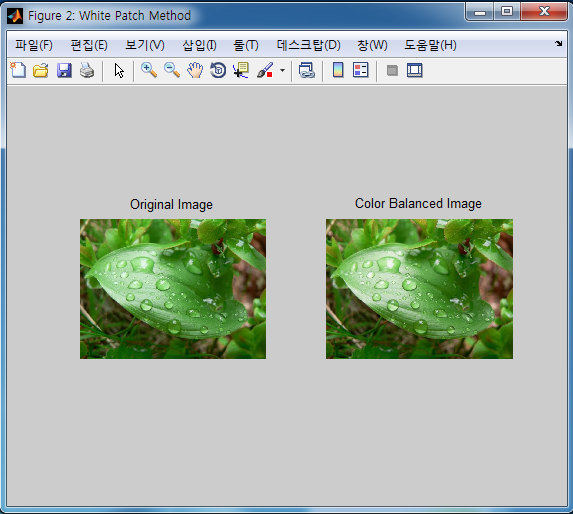 Figure 2: White Patch Method
파일(F) 편집(E) 보기(V) 삽입(I) 툴(T) 데스크탑(D) 창(W) 도움말(H)
Original Image
Color Balanced Image